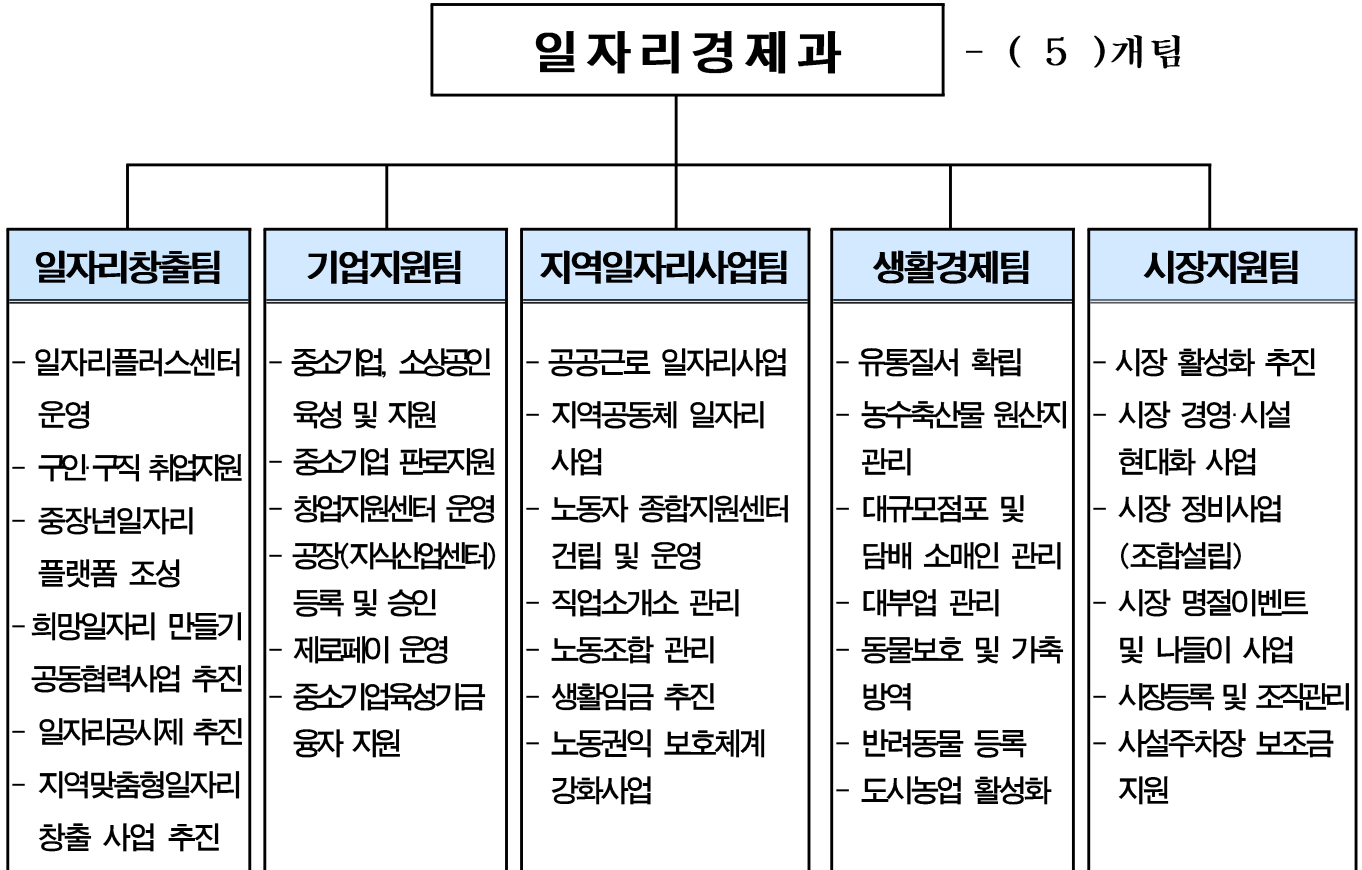 일자리경제과 - ( 5 )개팀
일자리창출팀
- 일자리플러스센터
운영
- 구인·구직 취업지원
- 중장년일자리
플랫폼 조성
- 희망일자리 만들기
공동협력사업 추진
- 일자리공시제 추진
- 지역맞춤형일자리
창출 사업 추진
기업지원팀
- 중소기업, 소상공인
육성 및 지원
- 중소기업 판로지원
- 창업지원센터 운영
- 공장(지식산업센터)
등록 및 승인
- 제로페이 운영
- 중소기업육성기금
융자 지원
지역일자리사업팀
- 공공근로 일자리사업
- 지역공동체 일자리
사업
- 노동자 종합지원센터
건립 및 운영
- 직업소개소 관리
- 노동조합 관리
- 생활임금 추진
- 노동권익 보호체계
강화사업
생활경제팀
- 유통질서 확립
- 농수축산물 원산지
관리
- 대규모점포 및
담배 소매인 관리
- 대부업 관리
- 동물보호 및 가축
방역
- 반려동물 등록
- 도시농업 활성화
시장지원팀
- 시장 활성화 추진
- 시장 경영·시설
현대화 사업
- 시장 정비사업
(조합설립)
- 시장 명절이벤트
및 나들이 사업
- 시장등록 및 조직관리
- 사설주차장 보조금
지원